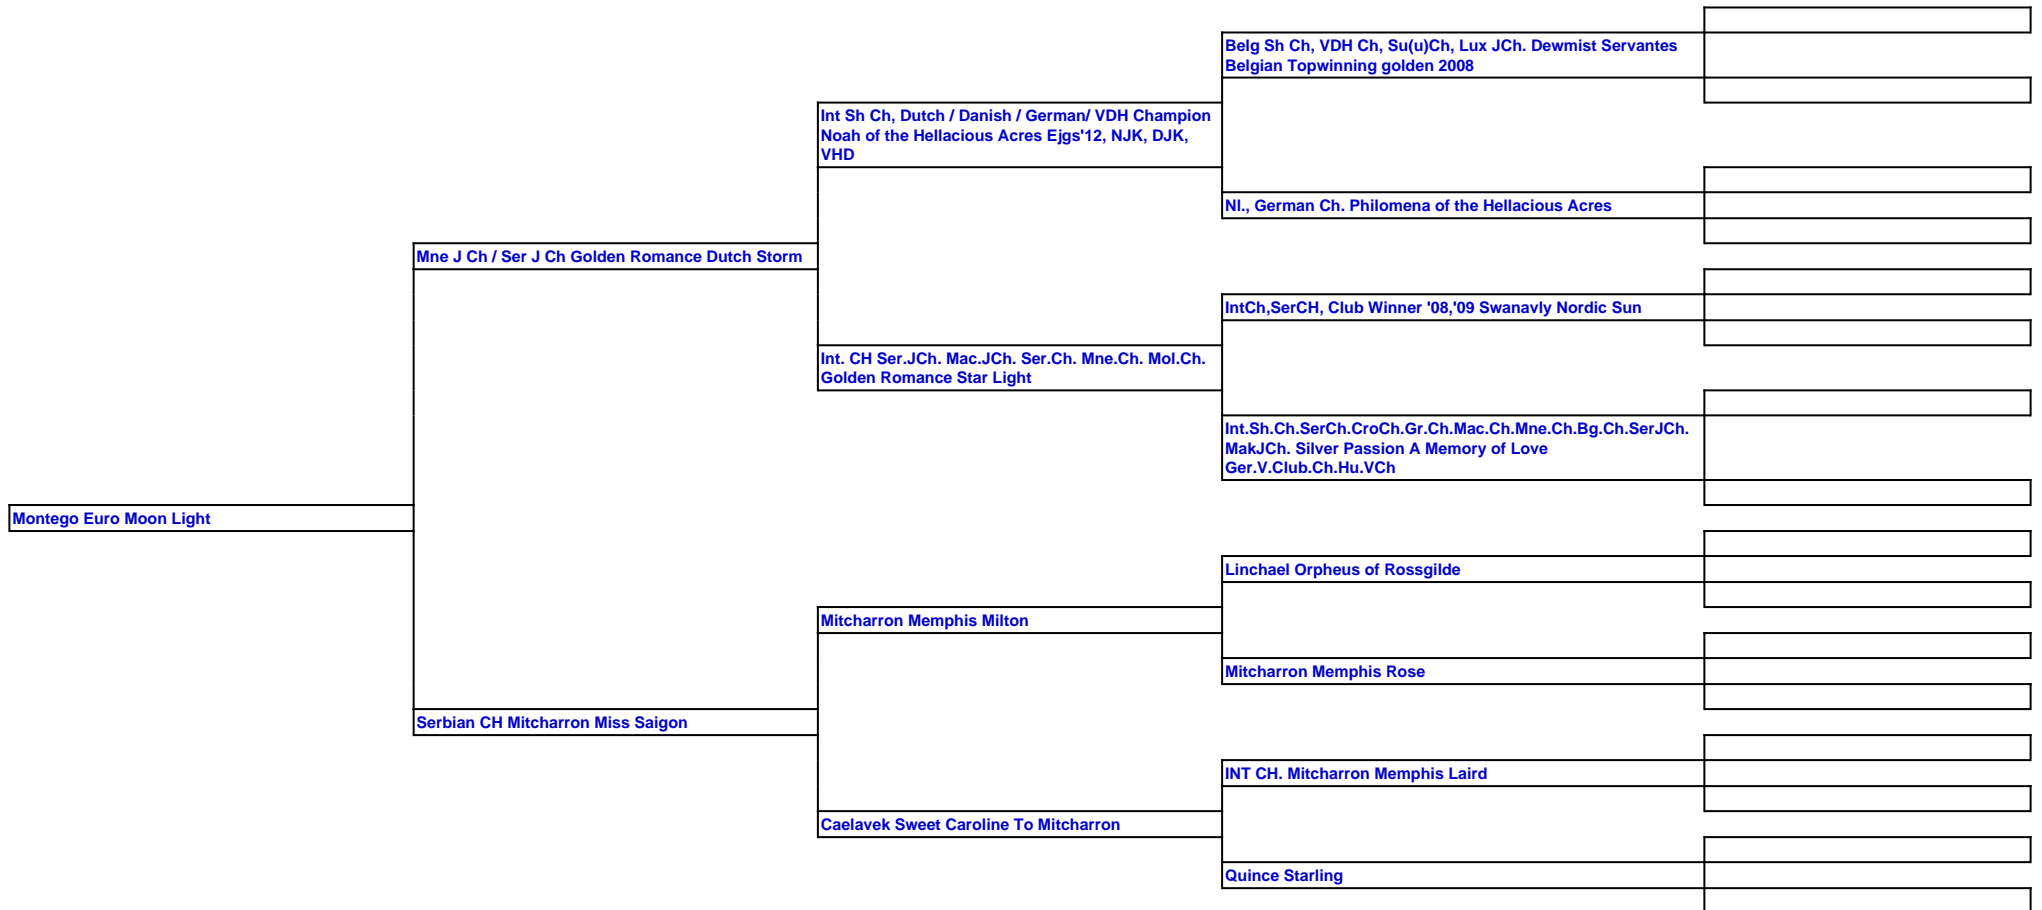 Belg Sh Ch, VDH Ch, Su(u)Ch, Lux JCh. Dewmist Servantes
Belgian Topwinning golden 2008
Int Sh Ch, Dutch / Danish / German/ VDH Champion
Noah of the Hellacious Acres Ejgs'12, NJK, DJK,
VHD
Nl., German Ch. Philomena of the Hellacious Acres
Mne J Ch / Ser J Ch Golden Romance Dutch Storm
IntCh,SerCH, Club Winner '08,'09 Swanavly Nordic Sun
Int. CH Ser.JCh. Mac.JCh. Ser.Ch. Mne.Ch. Mol.Ch.
Golden Romance Star Light
Int.Sh.Ch.SerCh.CroCh.Gr.Ch.Mac.Ch.Mne.Ch.Bg.Ch.SerJCh.
MakJCh. Silver Passion A Memory of Love
Ger.V.Club.Ch.Hu.VCh
Montego Euro Moon Light
Linchael Orpheus of Rossgilde
Mitcharron Memphis Milton
Mitcharron Memphis Rose
Serbian CH Mitcharron Miss Saigon
INT CH. Mitcharron Memphis Laird
Caelavek Sweet Caroline To Mitcharron
Quince Starling